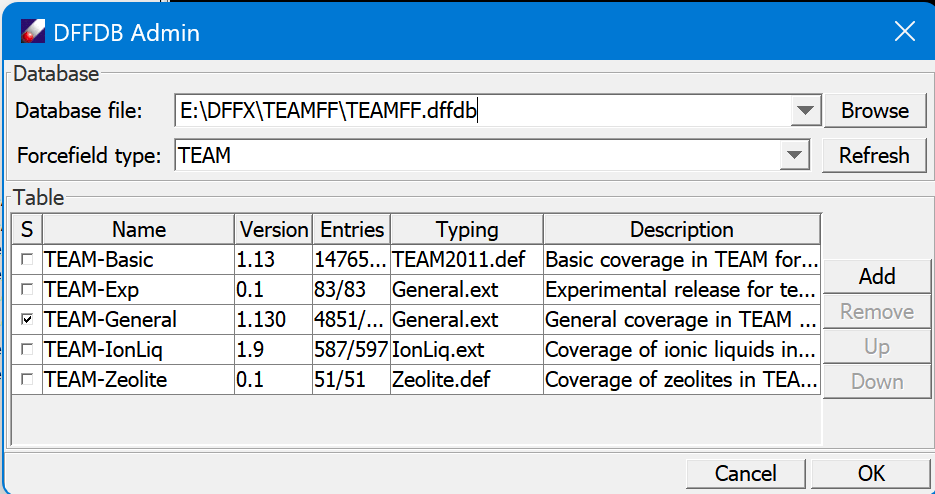 DFFDB Admin
Database
Database file: E:\DFFX\TEAMFF\TEAMFF.dffdb Browse
Forcefield type: TEAM Refresh
Table
S Name Version Entries Typing Description
TEAM-Basic 1.13 14765... TEAM2011.def Basic coverage in TEAM for...
TEAM-Exp 0.1 83/83 General.ext Experimental release for te...
TEAM-General 1.130 4851/... General.ext General coverage in TEAM ...
TEAM-IonLiq 1.9 587/597 IonLiq.ext Coverage of ionic liquids in...
TEAM-Zeolite 0.1 51/51 Zeolite.def Coverage of zeolites in TEA...
Add
Remove
Up
Down
Cancel OK